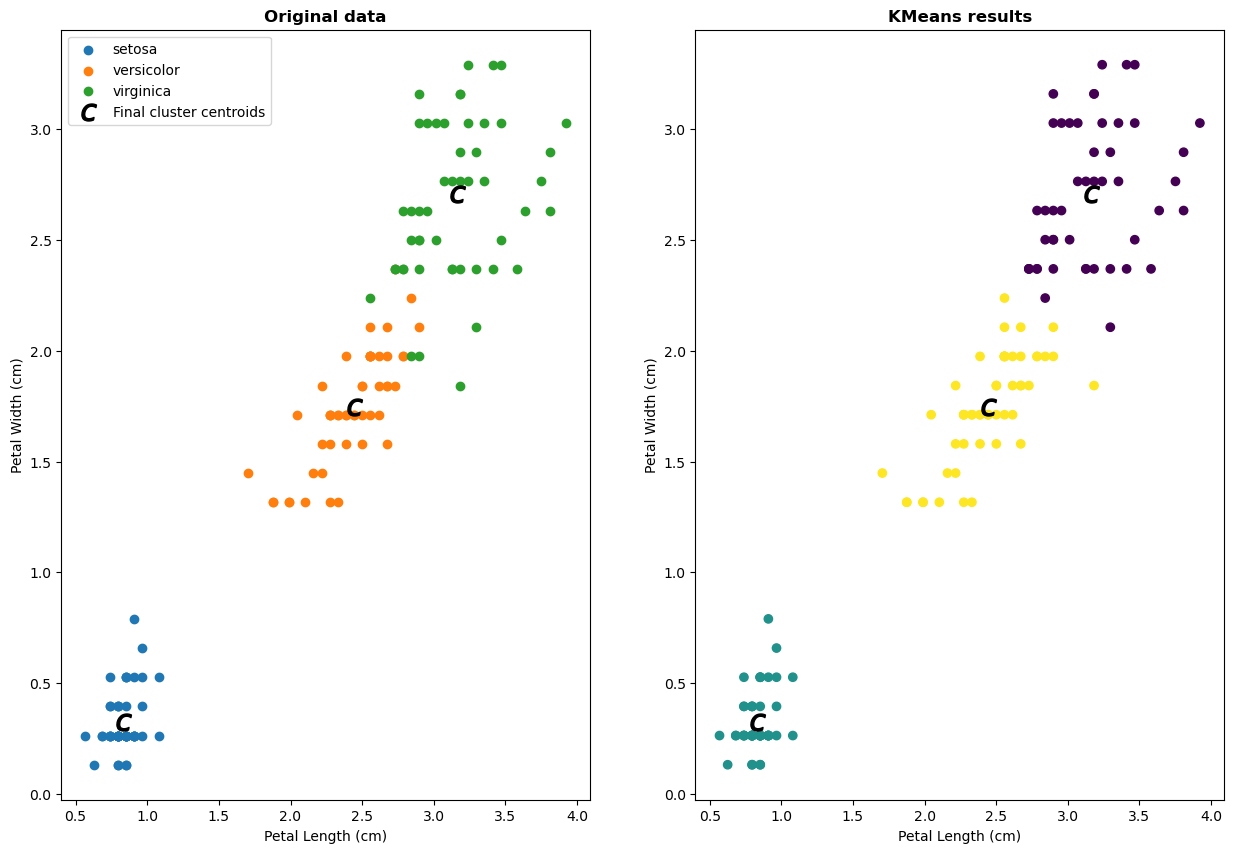 Original data
setosa
versicolor
virginica
C Final cluster centroids
C
C
C
3.0
2.5
2.0
1.5
1.0
0.5
0.0
Petal Width (cm)
0.5 1.0 1.5 2.0 2.5 3.0 3.5 4.0
Petal Length (cm)
KMeans results
C
C
C
3.0
2.5
2.0
1.5
1.0
0.5
0.0
Petal Width (cm)
0.5 1.0 1.5 2.0 2.5 3.0 3.5 4.0
Petal Length (cm)